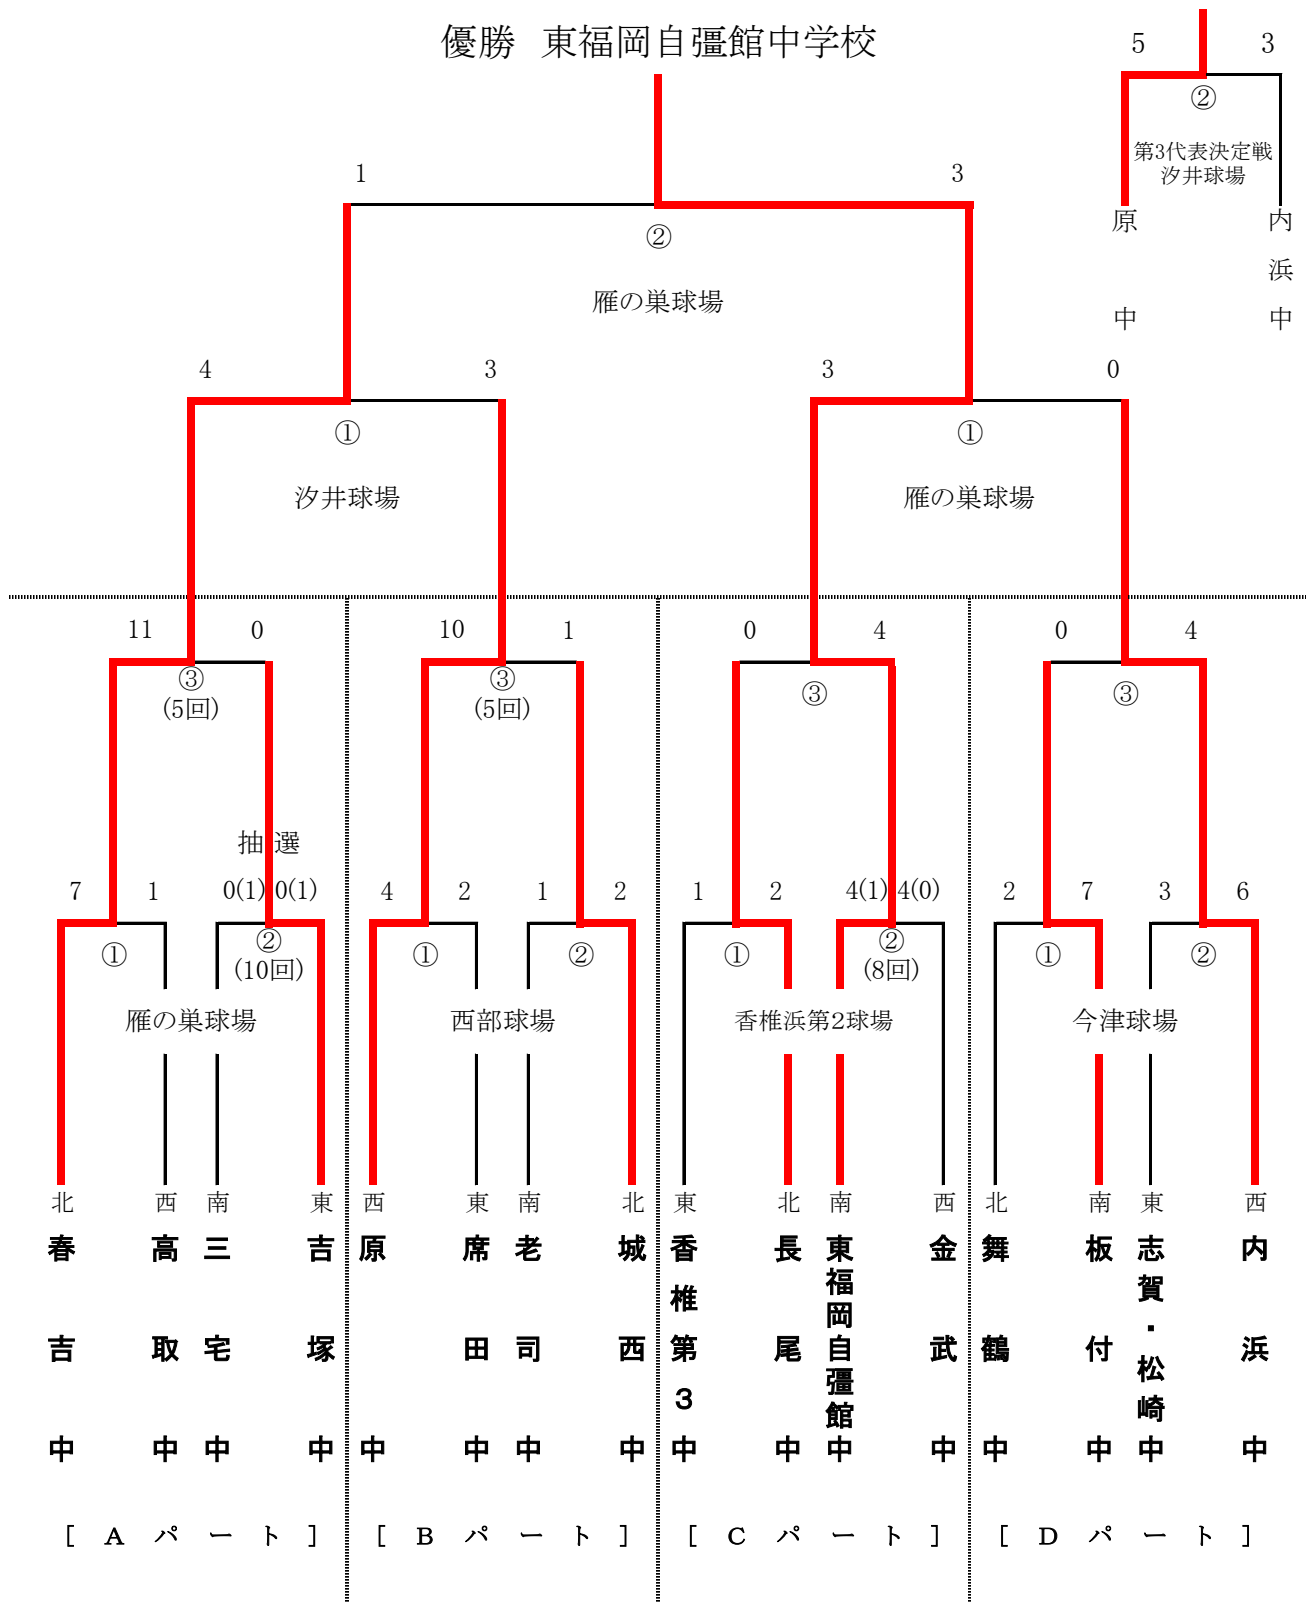 優勝　東福岡自彊館中学校
5 3
②
第3代表決定戦
汐井球場
原中 内浜中
1 3
②
雁の巣球場
4 3 3 0
① ①
汐井球場 雁の巣球場
11 0 10 1 0 4 0 4
③ ③ ③ ③
(5回) (5回)
抽選
7 1 0(1) 0(1) 4 2 1 2 1 2 4(1) 4(0) 2 7 3 6
① ② ① ② ① ② ① ②
(10回) (8回)
雁の巣球場 西部球場 香椎浜第2球場 今津球場
北 西 南 東 西 東 南 北 東 北 南 西 北 南 東 西
春吉中 高取中 三宅中 吉塚中 原中 席田中 老司中 城西中 香椎第３中 長尾中 東福岡自彊館中 金武中 舞鶴中 板付中 志賀・松崎中 内浜中
[Aパート] [Bパート] [Cパート] [Dパート]